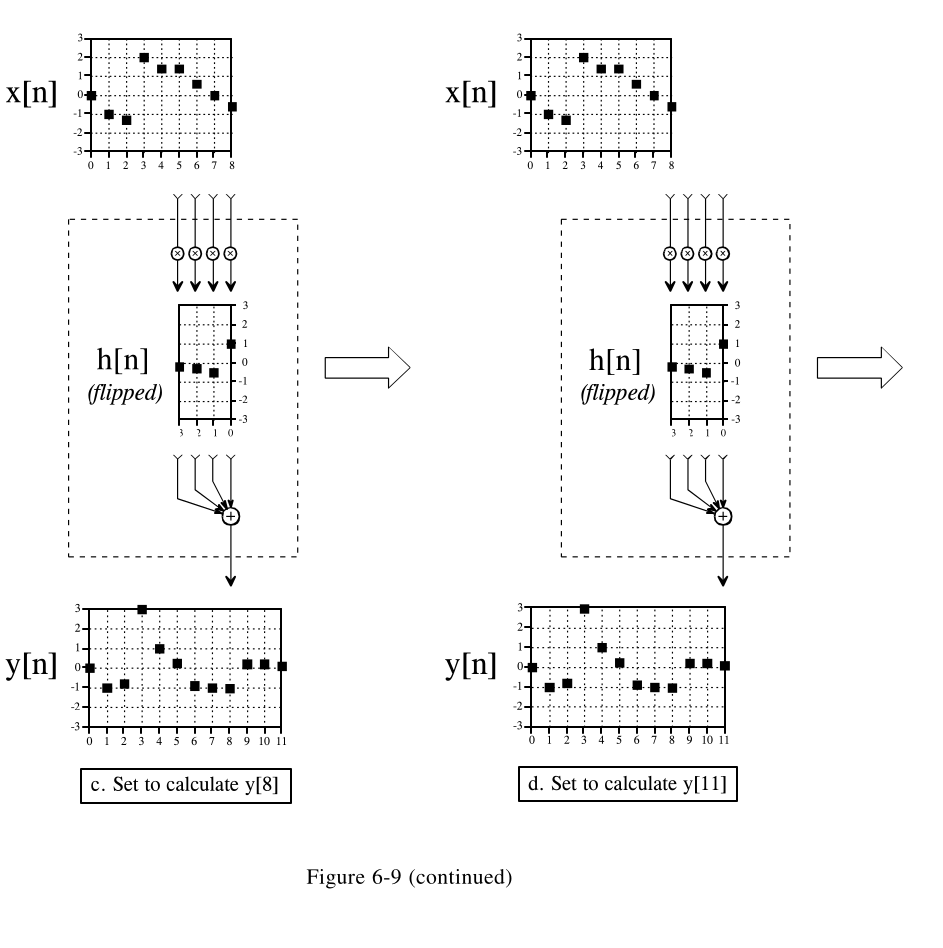 3 3
2 2
1 1
x[n] 0 x[n] 0
-1 -1
-2 -2
-3 -3
0 1 2 3 4 5 6 7 8 0 1 2 3 4 5 6 7 8
× × × × × × × ×
3 3
2 2
h[n] 1 h[n] 1
0 0
(flipped) -1 (flipped) -1
-2 -2
-3 -3
3 2 1 0 3 2 1 0
+ +
3 3
2 2
1 1
y[n] 0 y[n] 0
-1 -1
-2 -2
-3 -3
0 1 2 3 4 5 6 7 8 9 10 11 0 1 2 3 4 5 6 7 8 9 10 11
c. Set to calculate y[8] d. Set to calculate y[11]
Figure 6-9 (continued)